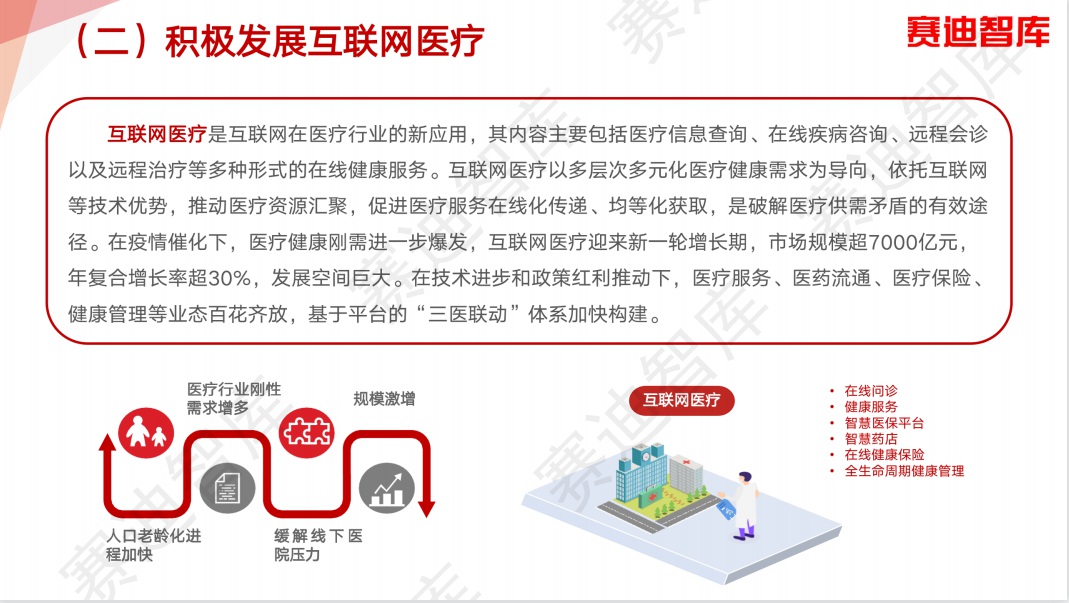 （二）积极发展互联网医疗
赛迪智库
互联网医疗是互联网在医疗行业的新应用，其内容主要包括医疗信息查询、在线疾病咨询、远程会诊
以及远程治疗等多种形式的在线健康服务。互联网医疗以多层次多元化医疗健康需求为导向，依托互联网
等技术优势，推动医疗资源汇聚，促进医疗服务在线化传递、均等化获取，是破解医疗供需矛盾的有效途
径。在疫情催化下，医疗健康刚需进一步爆发，互联网医疗迎来新一轮增长期，市场规模超7000亿元，
年复合增长率超30%，发展空间巨大。在技术进步和政策红利推动下，医疗服务、医药流通、医疗保险、
健康管理等业态百花齐放，基于平台的“三医联动”体系加快构建。
医疗行业刚性
需求增多
规模激增
人口老龄化进
程加快
缓解线下医
院压力
互联网医疗
• 在线问诊
• 健康服务
• 智慧医保平台
• 智慧药店
• 在线健康保险
• 全生命周期健康管理
赛迪智库
赛迪智库
赛迪智库
赛迪智库